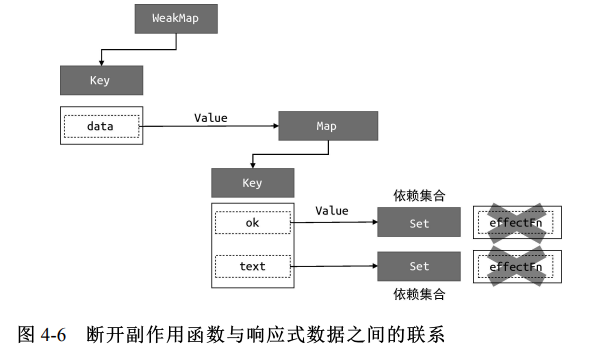 WeakMap
Key
data
Value
Map
Key
依赖集合
ok
Value
Set
effectFn
text
Set
effectFn
依赖集合
图 4-6 断开副作用函数与响应式数据之间的联系